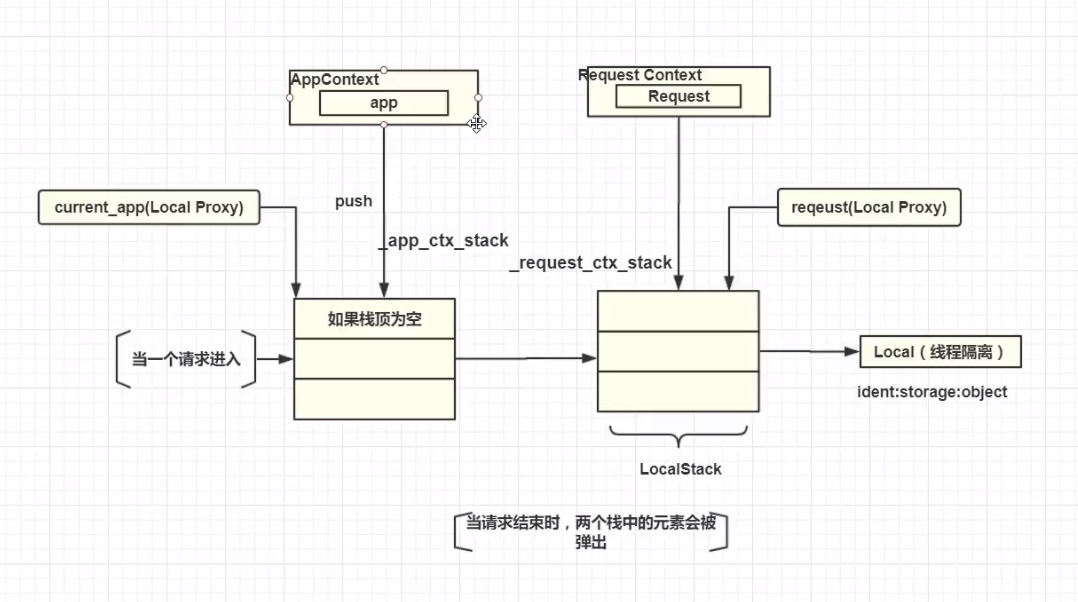 AppContext
app
Request Context
Request
current_app(Local Proxy)
push
reqeust(Local Proxy)
_app_ctx_stack
_request_ctx_stack
如果栈顶为空
当一个请求进入
Local（线程隔离）
ident:storage:object
LocalStack
当请求结束时，两个栈中的元素会被
弹出